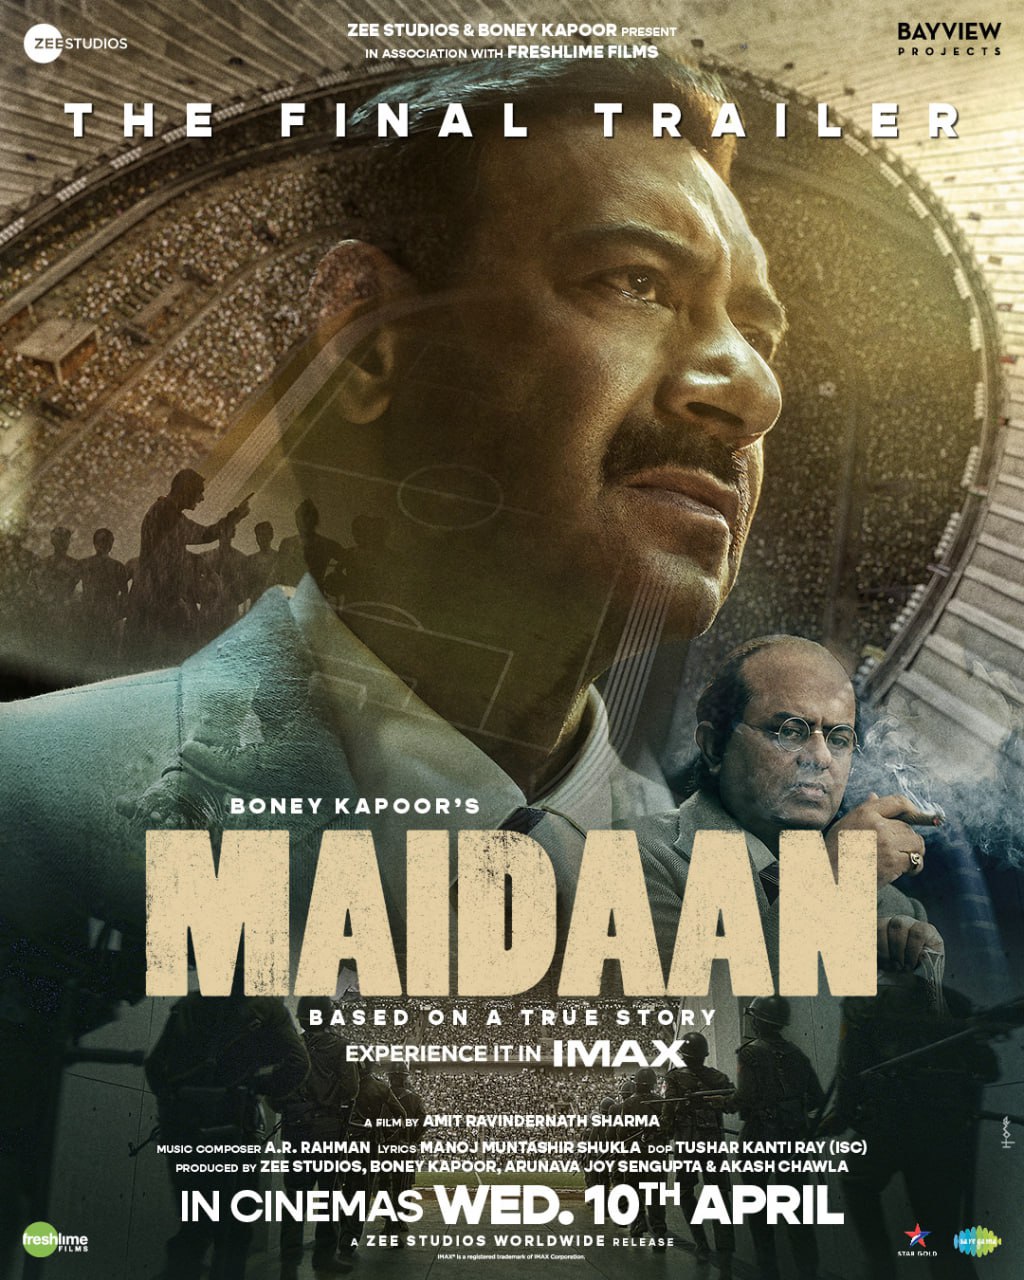 ZEESTUDIOS
ZEE STUDIOS & BONEY KAPOOR PRESENT
IN ASSOCIATION WITH FRESHLIME FILMS
BAYVIEW
PROJECTS
THE FINAL TRAILER
BONEY KAPOOR'S
MAIDAAN
BASED ON A TRUE STORY
EXPERIENCE IT IN IMAX
A FILM BY AMIT RAVINDERNATH SHARMA
MUSIC COMPOSER A.R. RAHMAN LYRICS MANOJ MUNTASHIR SHUKLA DOP TUSHAR KANTI RAY (ISC)
PRODUCED BY ZEE STUDIOS, BONEY KAPOOR, ARUNAVA JOY SENGUPTA & AKASH CHAWLA
IN CINEMAS WED. 10TH APRIL
A ZEE STUDIOS WORLDWIDE RELEASE
IMAX® is a registered trademark of IMAX Corporation.
freshlime
FILMS
STAR GOLD
SAREGAMA